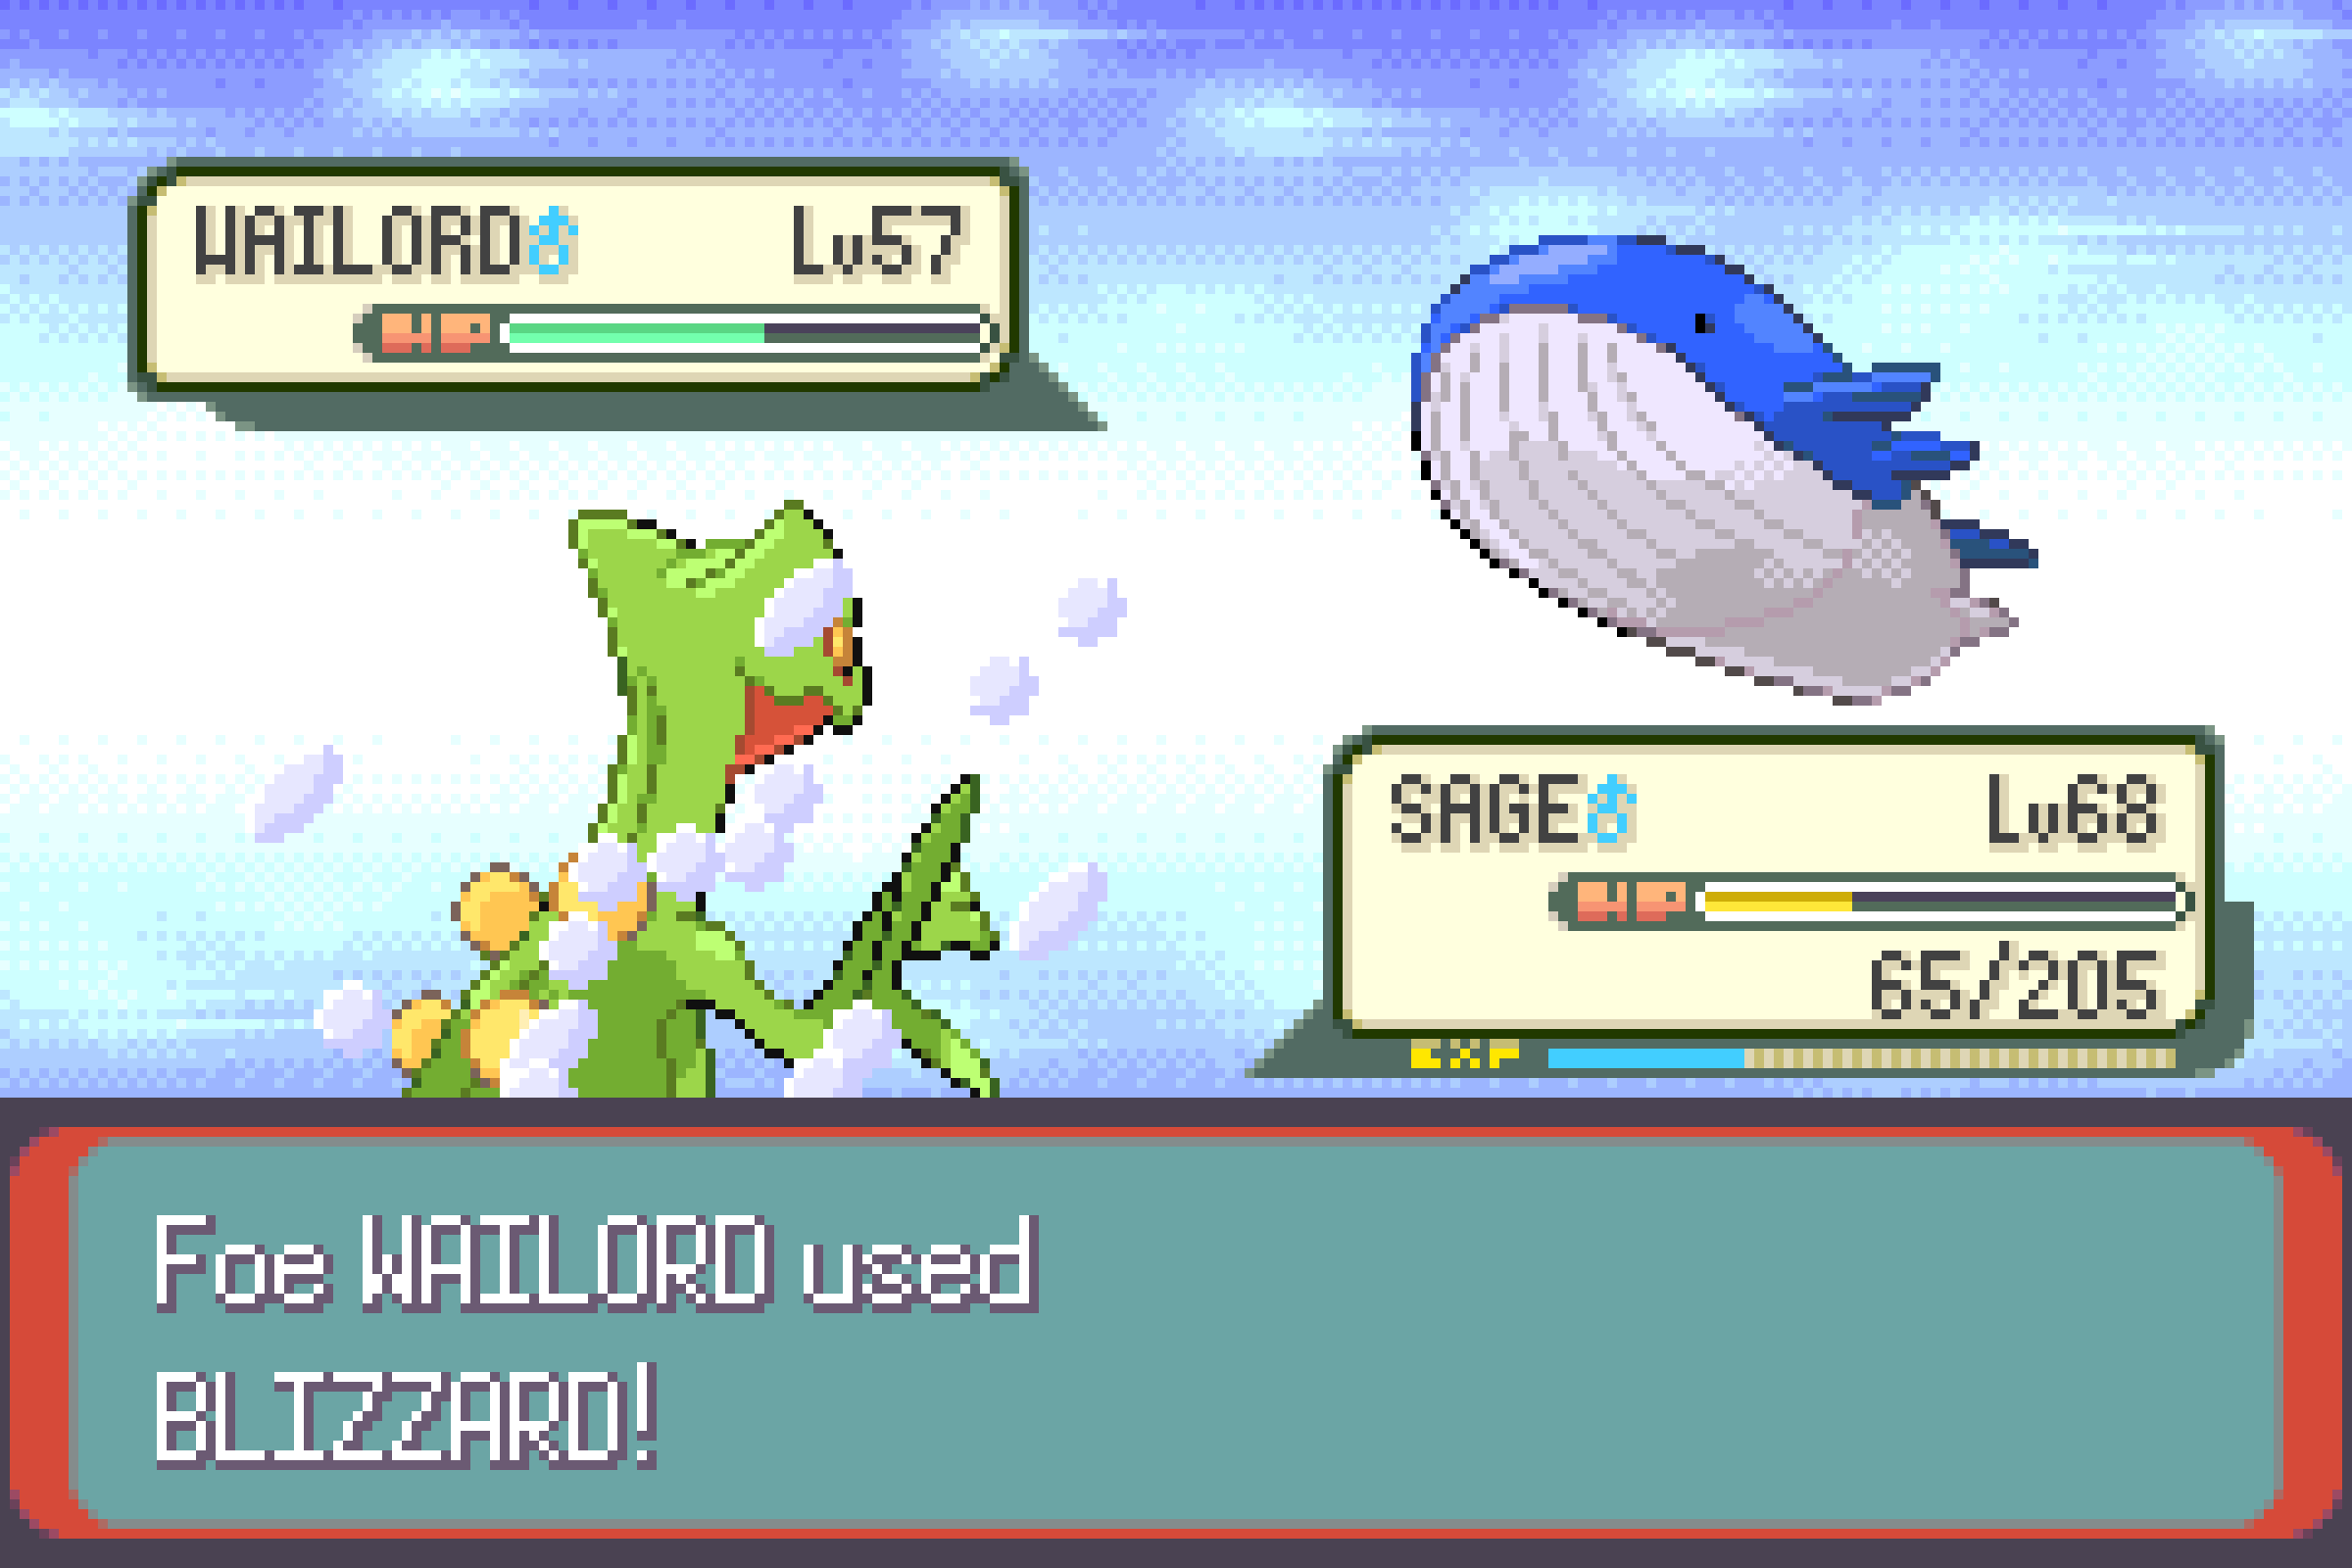 WAILORD♂ Lv57
HP
SAGE♂ Lv68
HP
65/205
EXP
Foe WAILORD used
BLIZZARD!